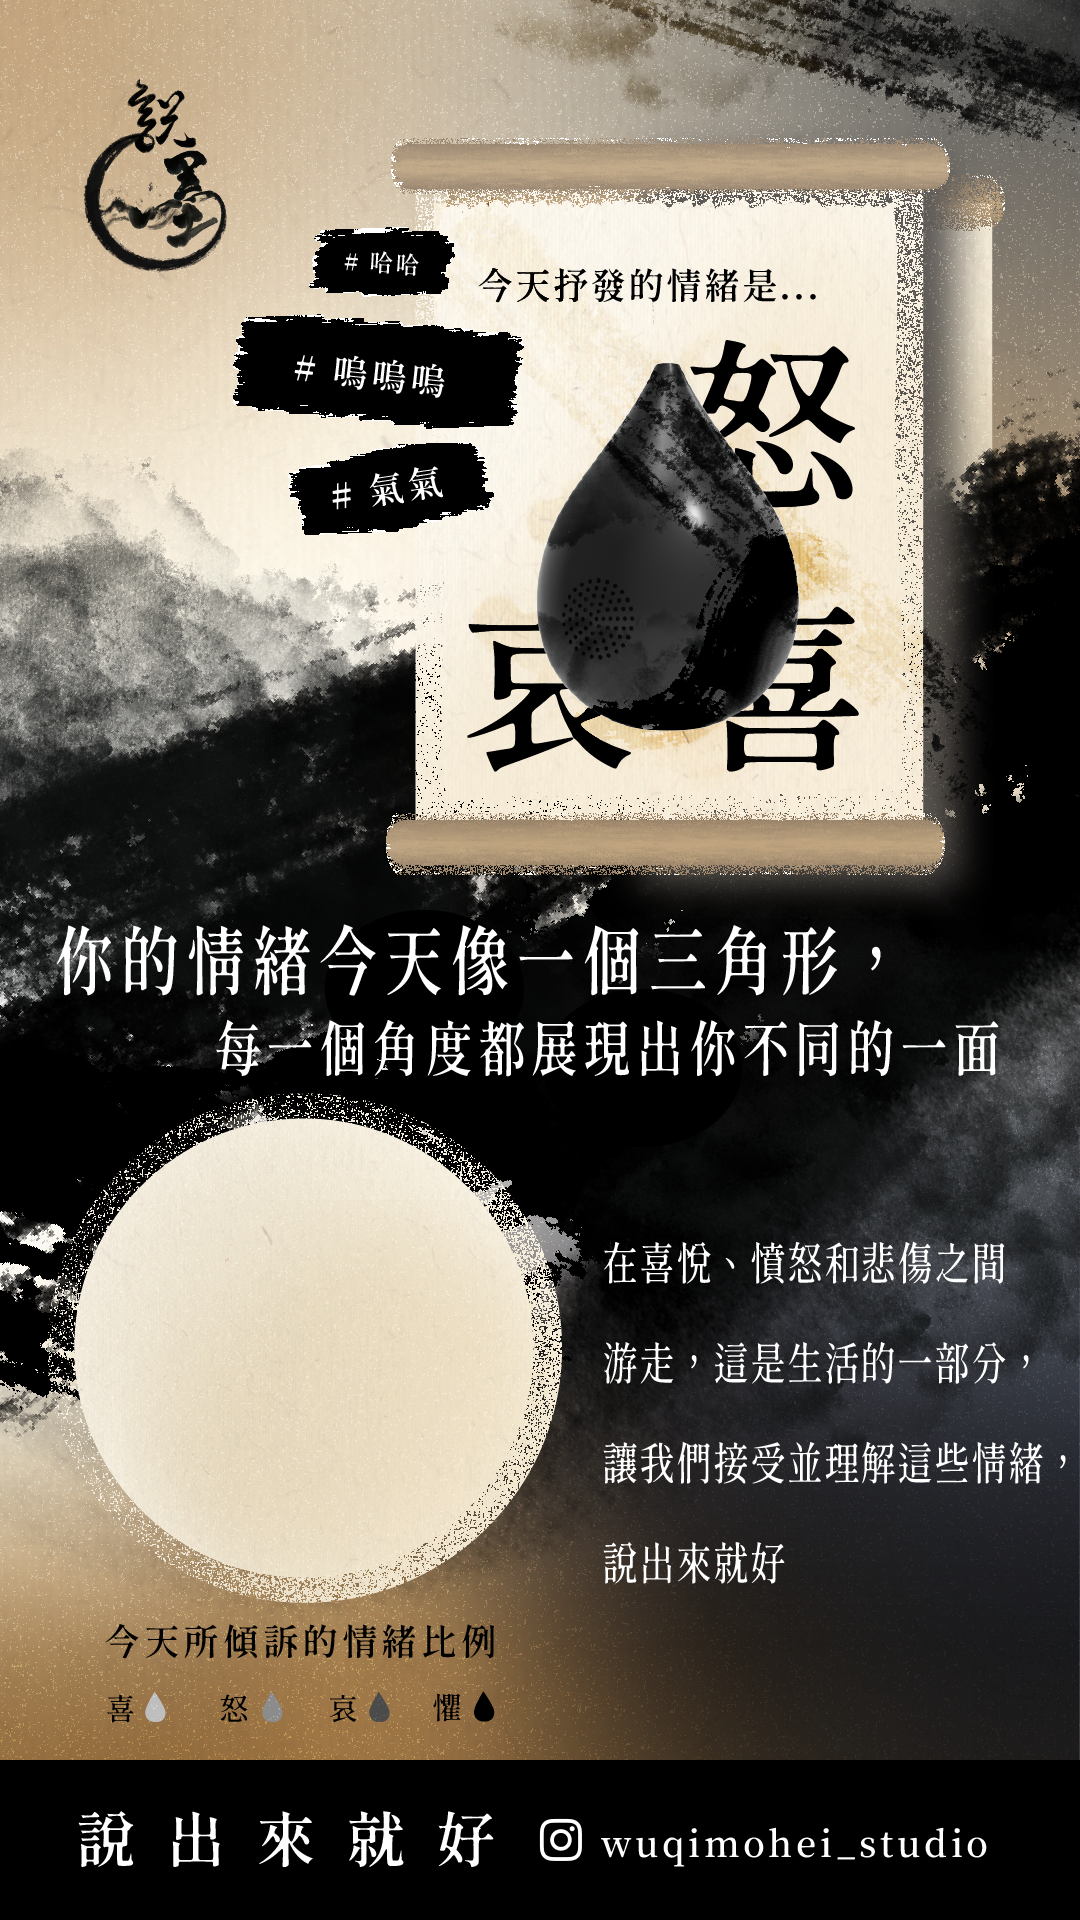 說墨
# 哈哈
今天抒發的情緒是...
# 嗚嗚嗚
# 氣氣
怒
哀
喜
你的情緒今天像一個三角形，
每一個角度都展現出你不同的一面
在喜悅、憤怒和悲傷之間
游走，這是生活的一部分，
讓我們接受並理解這些情緒，
說出來就好
今天所傾訴的情緒比例
喜 怒 哀 懼
說出來就好 wuqimohei_studio